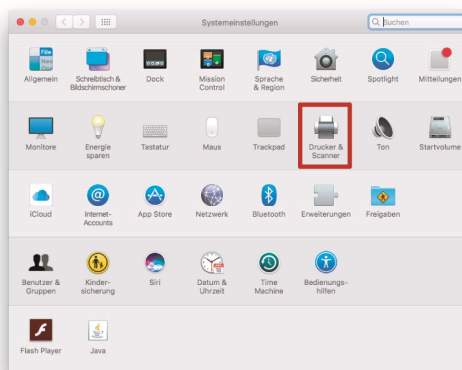 Systemeinstellungen
Suchen
Allgemein
Schreibtisch &
Bildschirmschoner
Dock
Mission
Control
Sprache
& Region
Sicherheit
Spotlight
Mitteilungen
Monitore
Energie
sparen
Tastatur
Maus
Trackpad
Drucker &
Scanner
Ton
Startvolume
iCloud
Internet-
Accounts
App Store
Netzwerk
Bluetooth
Erweiterungen
Freigaben
Benutzer &
Gruppen
Kinder-
sicherung
Siri
Datum &
Uhrzeit
Time
Machine
Bedienungs-
hilfen
Flash Player
Java